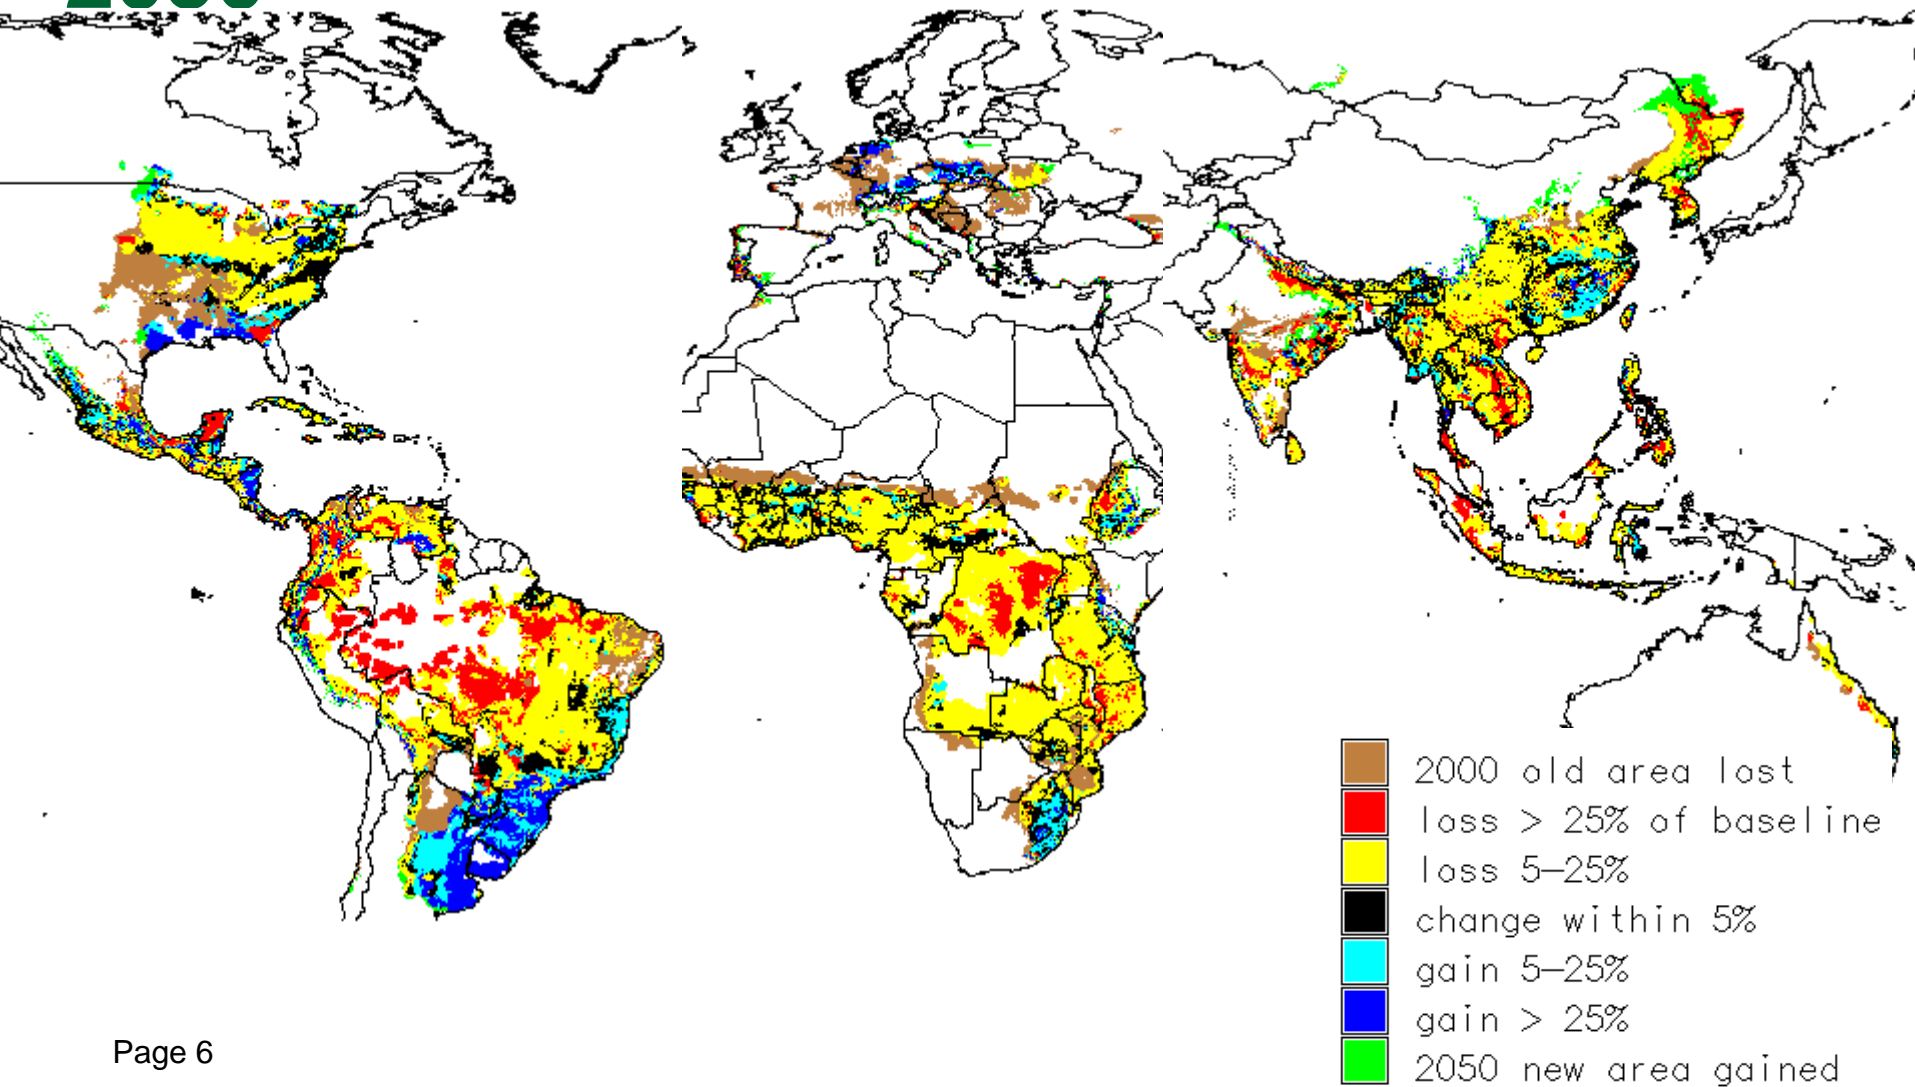 2000 old area lost
loss > 25% of baseline
loss 5–25%
change within 5%
gain 5–25%
gain > 25%
2050 new area gained
Page 6